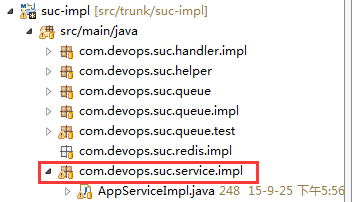 suc-impl [src/trunk/suc-impl]
src/main/java
com.devops.suc.handler.impl
com.devops.suc.helper
com.devops.suc.queue
com.devops.suc.queue.impl
com.devops.suc.queue.test
com.devops.suc.redis.impl
com.devops.suc.service.impl
AppServiceImpl.java 248 15-9-25 下午5:56